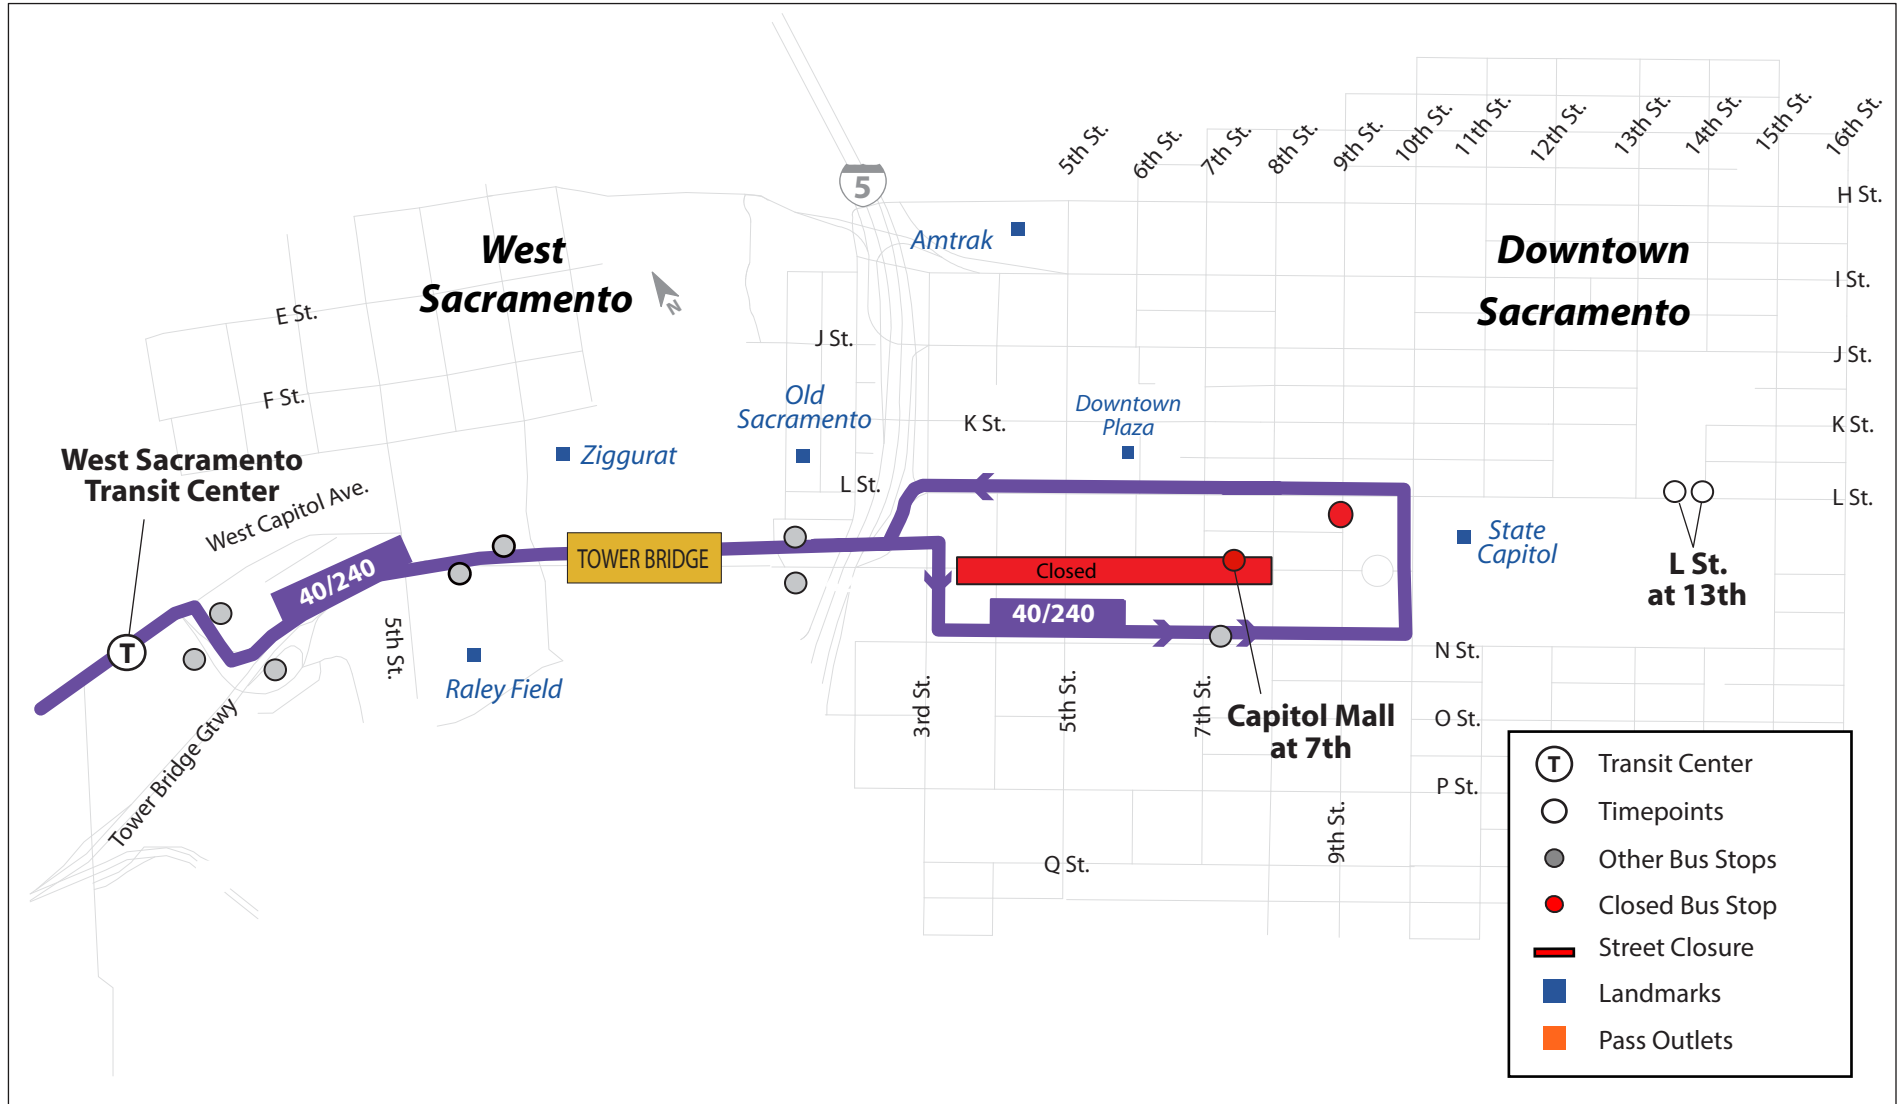 5th St.
6th St.
7th St.
8th St.
9th St.
10th St.
11th St.
12th St.
13th St.
14th St.
15th St.
16th St.
5
H St.
West
Sacramento
N
Amtrak
Downtown
Sacramento
I St.
E St.
J St.
J St.
F St.
Old
Sacramento
K St.
Downtown
Plaza
K St.
West Sacramento
Transit Center
Ziggurat
West Capitol Ave.
L St.
L St.
State
Capitol
L St.
at 13th
TOWER BRIDGE
Closed
40/240
40/240
T
5th St.
Raley Field
N St.
3rd St.
5th St.
7th St.
Capitol Mall
at 7th
O St.
Tower Bridge Gtwy
P St.
9th St.
Q St.
T Transit Center
Timepoints
Other Bus Stops
Closed Bus Stop
Street Closure
Landmarks
Pass Outlets